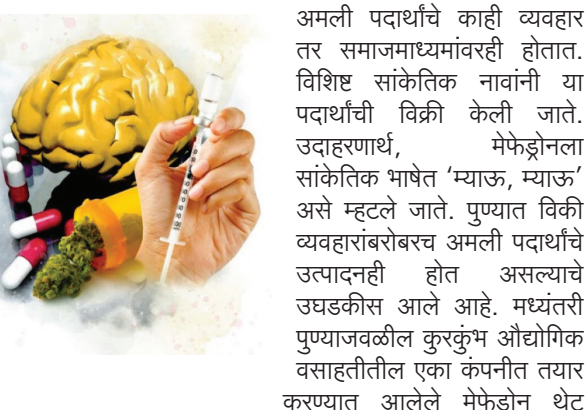 अमली पदार्थांचे काही व्यवहार
तर समाजमाध्यमांवरही होतात.
विशिष्ट सांकेतिक नावांनी या
पदार्थांची विक्री केली जाते.
उदाहरणार्थ, मेफेड्रोनला
सांकेतिक भाषेत ‘म्याऊ, म्याऊ’
असे म्हटले जाते. पुण्यात विकी
व्यवहारांबरोबरच अमली पदार्थांचे
उत्पादनही होत असल्याचे
उघडकीस आले आहे. मध्यंतरी
पुण्याजवळील कुरकुंभ औद्योगिक
वसाहतीतील एका कंपनीत तयार
करण्यात आलेले मेफेड्रोन थेट